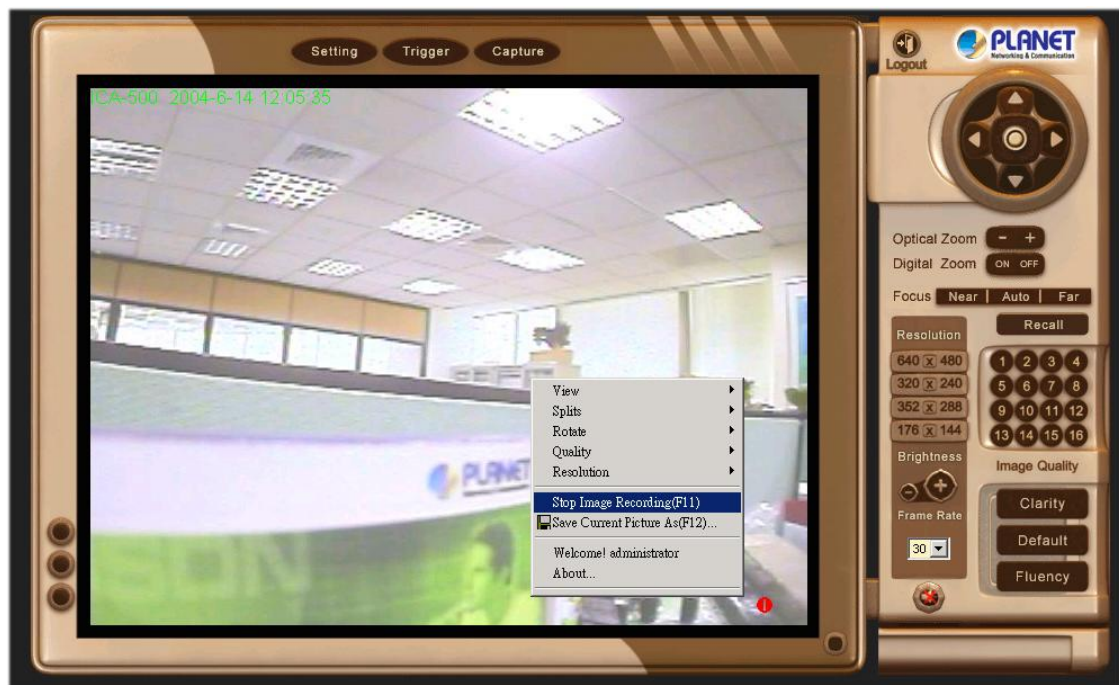 Setting Trigger Capture
Logout
PLANET
Networking & Communication
ICA-500 2004-6-14 12:05:35
Optical Zoom - +
Digital Zoom ON OFF
Focus Near | Auto | Far
Resolution
640 x 480
320 x 240
352 x 288
176 x 144
Recall
1 2 3 4
5 6 7 8
9 10 11 12
13 14 15 16
Brightness
- +
Frame Rate
30
Image Quality
Clarity
Default
Fluency
PLANET
View
Splits
Rotate
Quality
Resolution
Stop Image Recording(F11)
Save Current Picture As(F12)...
Welcome! administrator
About...